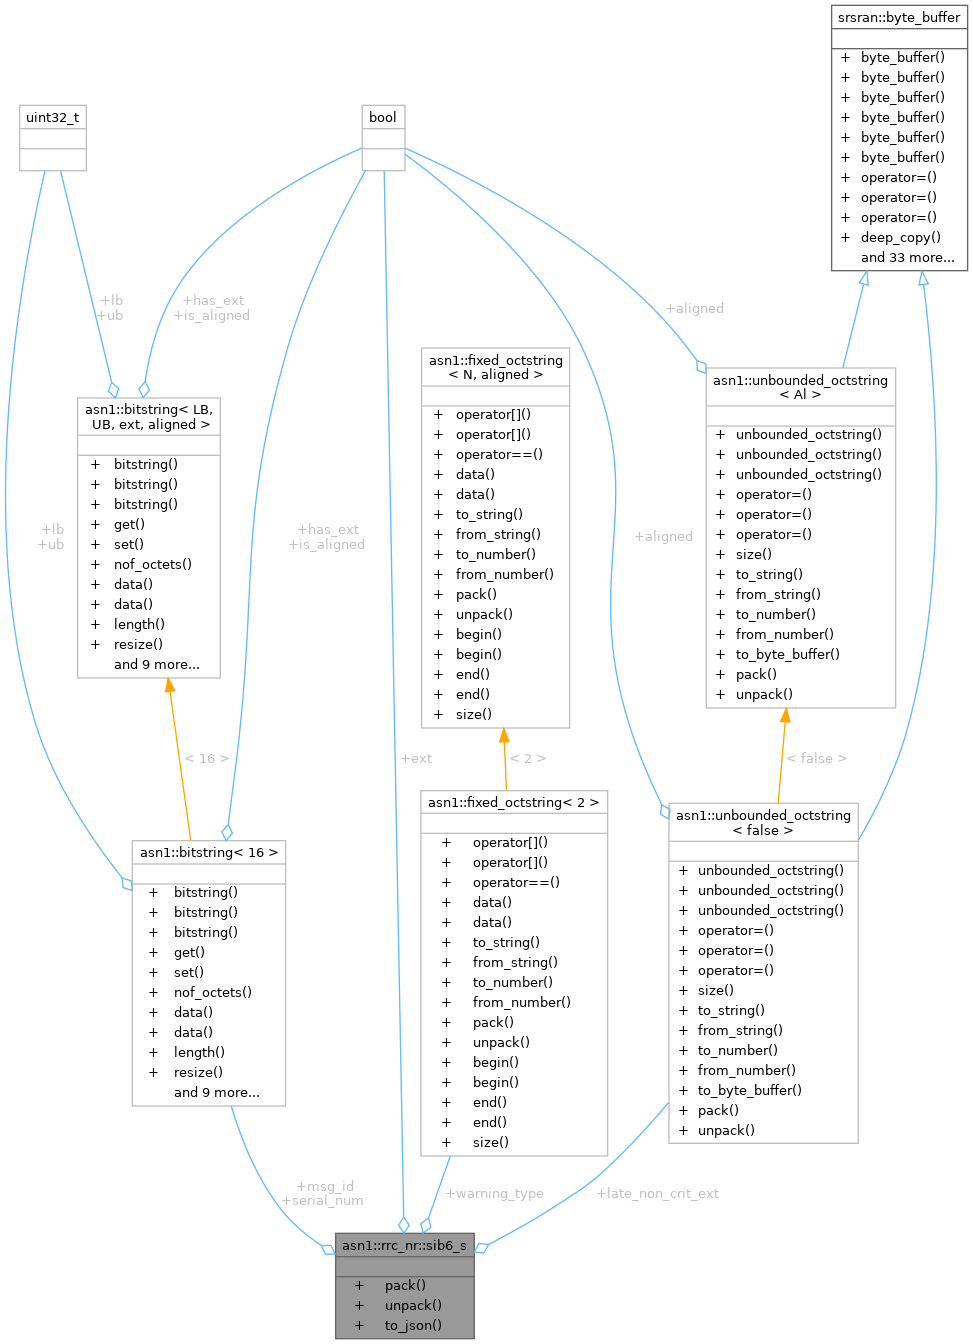 srsran::byte_buffer
+ byte_buffer()
+ byte_buffer()
+ byte_buffer()
+ byte_buffer()
+ byte_buffer()
+ byte_buffer()
+ operator=()
+ operator=()
+ operator=()
+ deep_copy()
and 33 more...
uint32_t
bool
+lb
+ub
+has_ext
+is_aligned
+aligned
asn1::fixed_octstring
< N, aligned >
+ operator[]()
+ operator[]()
+ operator==()
+ data()
+ data()
+ to_string()
+ from_string()
+ to_number()
+ from_number()
+ pack()
+ unpack()
+ begin()
+ begin()
+ end()
+ end()
+ size()
asn1::unbounded_octstring
< Al >
+ unbounded_octstring()
+ unbounded_octstring()
+ unbounded_octstring()
+ operator=()
+ operator=()
+ operator=()
+ size()
+ to_string()
+ from_string()
+ to_number()
+ from_number()
+ to_byte_buffer()
+ pack()
+ unpack()
asn1::bitstring< LB,
UB, ext, aligned >
+ bitstring()
+ bitstring()
+ bitstring()
+ get()
+ set()
+ nof_octets()
+ data()
+ data()
+ length()
+ resize()
and 9 more...
+lb
+ub
+has_ext
+is_aligned
+aligned
< 16 >
+ext
< 2 >
< false >
asn1::bitstring< 16 >
+ bitstring()
+ bitstring()
+ bitstring()
+ get()
+ set()
+ nof_octets()
+ data()
+ data()
+ length()
+ resize()
and 9 more...
asn1::fixed_octstring< 2 >
+ operator[]()
+ operator[]()
+ operator==()
+ data()
+ data()
+ to_string()
+ from_string()
+ to_number()
+ from_number()
+ pack()
+ unpack()
+ begin()
+ begin()
+ end()
+ end()
+ size()
asn1::unbounded_octstring
< false >
+ unbounded_octstring()
+ unbounded_octstring()
+ unbounded_octstring()
+ operator=()
+ operator=()
+ operator=()
+ size()
+ to_string()
+ from_string()
+ to_number()
+ from_number()
+ to_byte_buffer()
+ pack()
+ unpack()
+msg_id
+serial_num
+warning_type
+late_non_crit_ext
asn1::rrc_nr::sib6_s
+ pack()
+ unpack()
+ to_json()